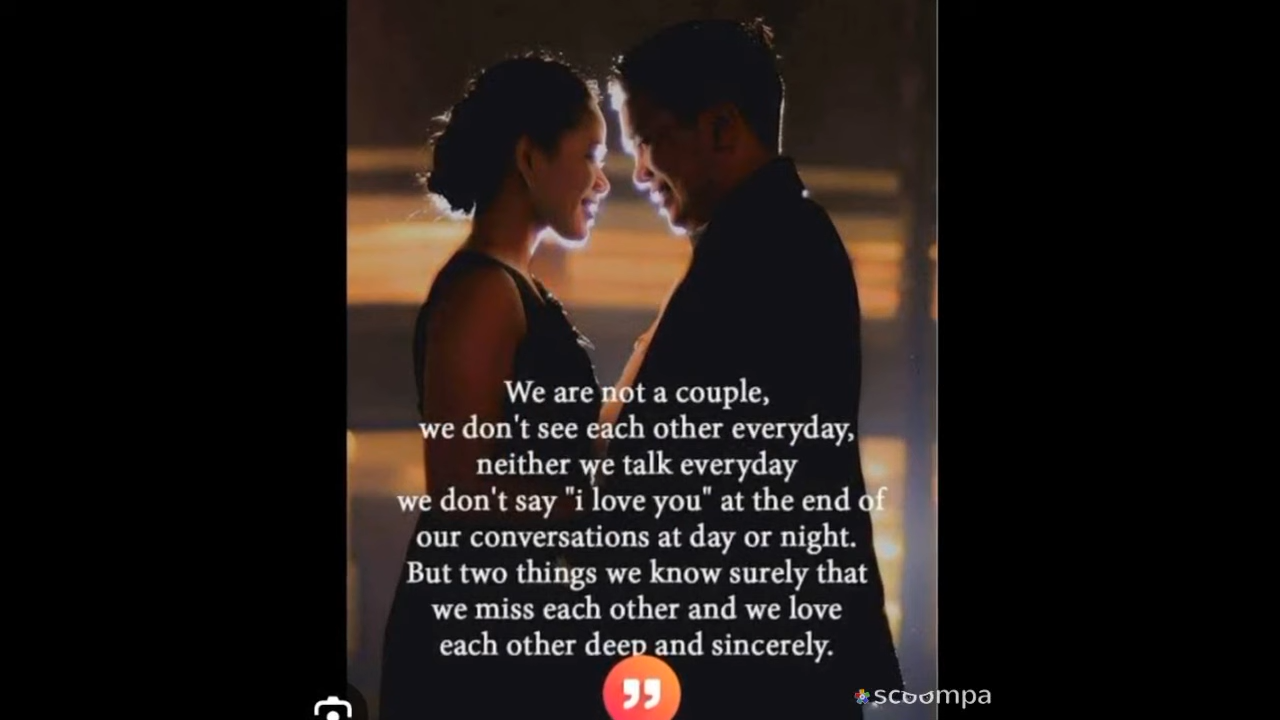 We are not a couple,
we don't see each other everyday,
neither we talk everyday
we don't say "i love you" at the end of
our conversations at day or night.
But two things we know surely that
we miss each other and we love
each other deep and sincerely.
scoompa